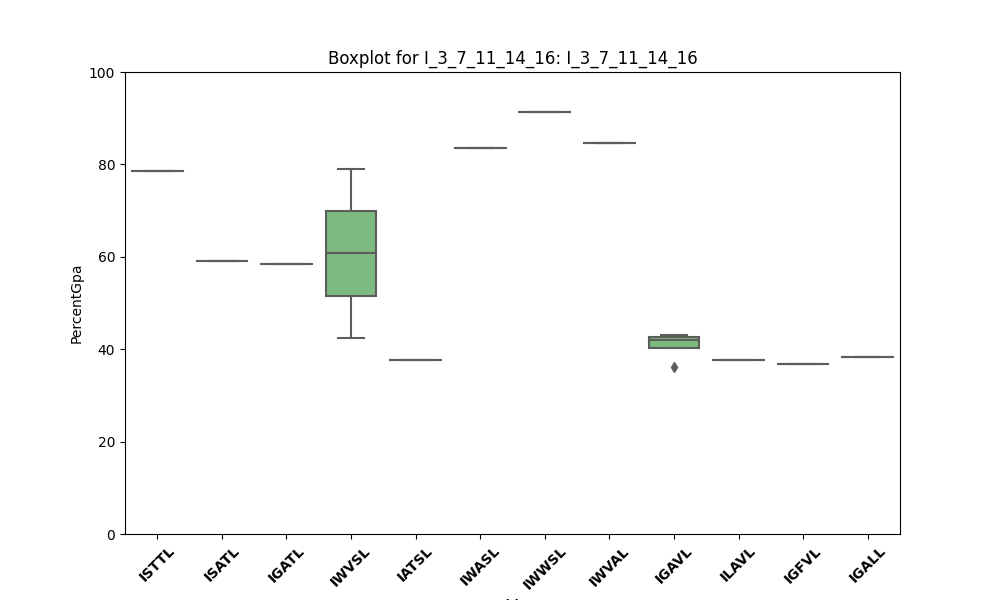 Boxplot for I_3_7_11_14_16: I_3_7_11_14_16
100
80
60
40
20
0
PercentGpa
ISTTL
ISATL
IGATL
IWVSL
IATSL
IWASL
IWWSL
IWVAL
IGAVL
ILAVL
IGFVL
IGALL